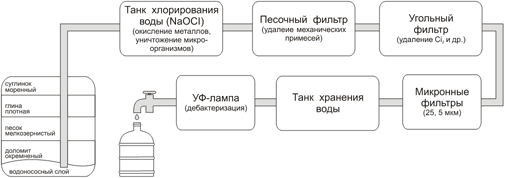 Танк хлорирования
воды (NaOCl)
(окисление металлов,
уничтожение микро-
организмов)
Песочный фильтр
(удалеие механических
примесей)
Угольный
фильтр
(удаление Cl, и др.)
суглинок
моренный
глина
плотная
песок
мелкозернистый
доломит
окремненый
водоносный слой
УФ-лампа
(дебактеризация)
Танк хранения
воды
Микронные
фильтры
(25, 5 мкм)